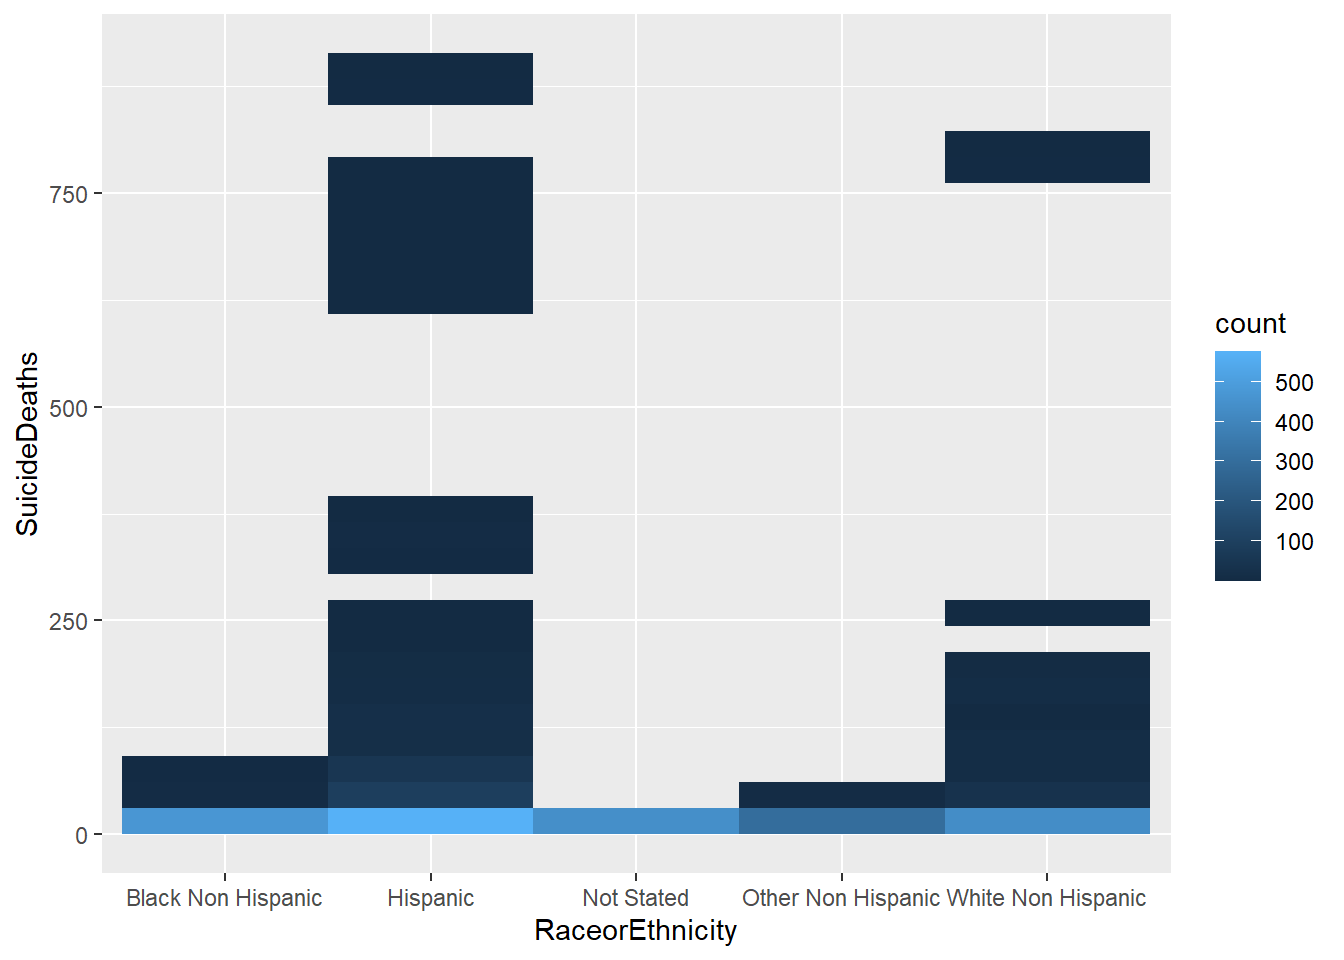 SuicideDeaths
750
500
250
0
Black Non Hispanic
Hispanic
Not Stated
Other Non Hispanic
White Non Hispanic
RaceorEthnicity
count
500
400
300
200
100